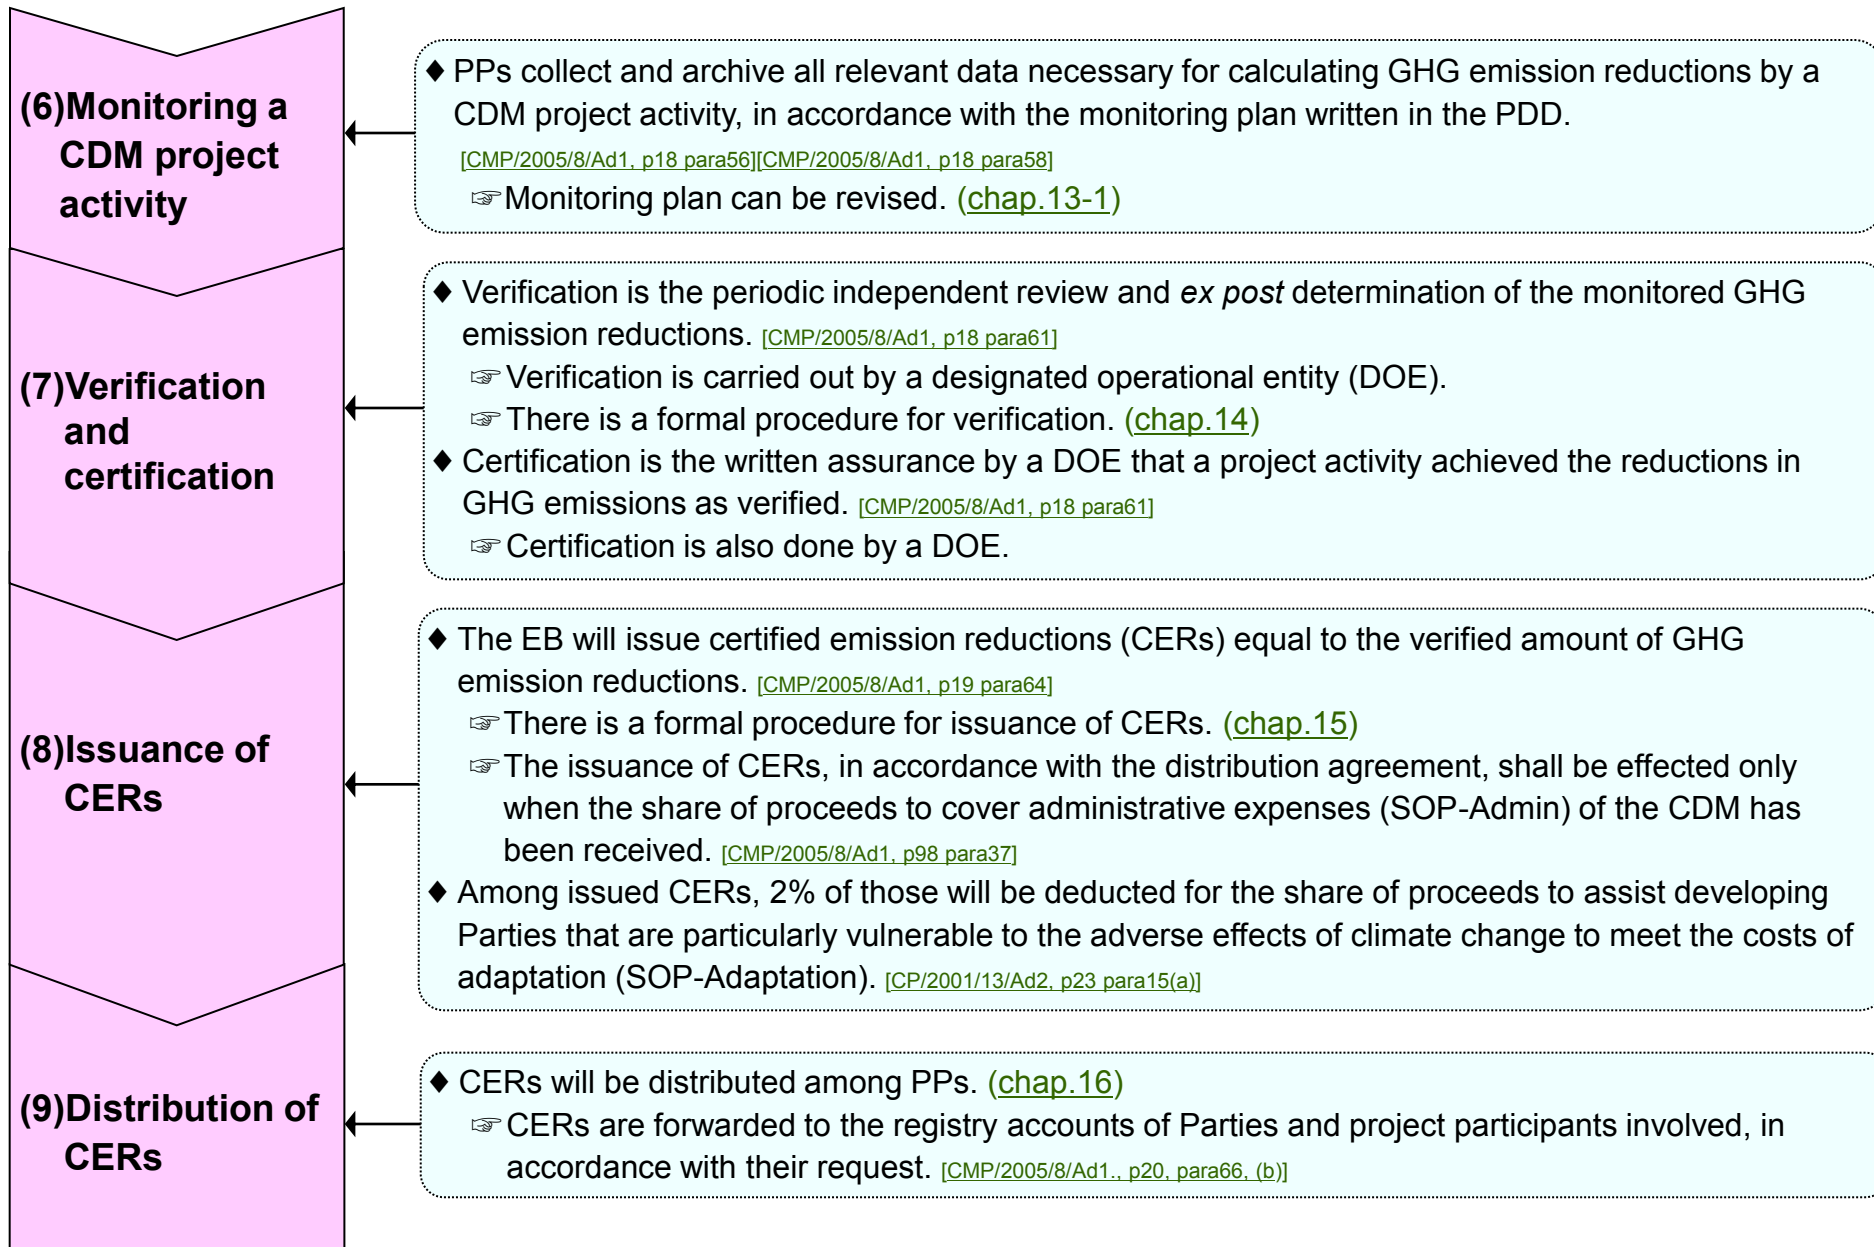 (6)Monitoring a
CDM project
activity
♦ PPs collect and archive all relevant data necessary for calculating GHG emission reductions by a
CDM project activity, in accordance with the monitoring plan written in the PDD.
[CMP/2005/8/Ad1, p18 para56][CMP/2005/8/Ad1, p18 para58]
☞Monitoring plan can be revised. (chap.13-1)
(7)Verification
and
certification
♦ Verification is the periodic independent review and ex post determination of the monitored GHG
emission reductions. [CMP/2005/8/Ad1, p18 para61]
☞Verification is carried out by a designated operational entity (DOE).
☞There is a formal procedure for verification. (chap.14)
♦ Certification is the written assurance by a DOE that a project activity achieved the reductions in
GHG emissions as verified. [CMP/2005/8/Ad1, p18 para61]
☞Certification is also done by a DOE.
(8)Issuance of
CERs
♦ The EB will issue certified emission reductions (CERs) equal to the verified amount of GHG
emission reductions. [CMP/2005/8/Ad1, p19 para64]
☞There is a formal procedure for issuance of CERs. (chap.15)
☞The issuance of CERs, in accordance with the distribution agreement, shall be effected only
when the share of proceeds to cover administrative expenses (SOP-Admin) of the CDM has
been received. [CMP/2005/8/Ad1, p98 para37]
♦ Among issued CERs, 2% of those will be deducted for the share of proceeds to assist developing
Parties that are particularly vulnerable to the adverse effects of climate change to meet the costs of
adaptation (SOP-Adaptation). [CP/2001/13/Ad2, p23 para15(a)]
(9)Distribution of
CERs
♦ CERs will be distributed among PPs. (chap.16)
☞CERs are forwarded to the registry accounts of Parties and project participants involved, in
accordance with their request. [CMP/2005/8/Ad1., p20, para66, (b)]